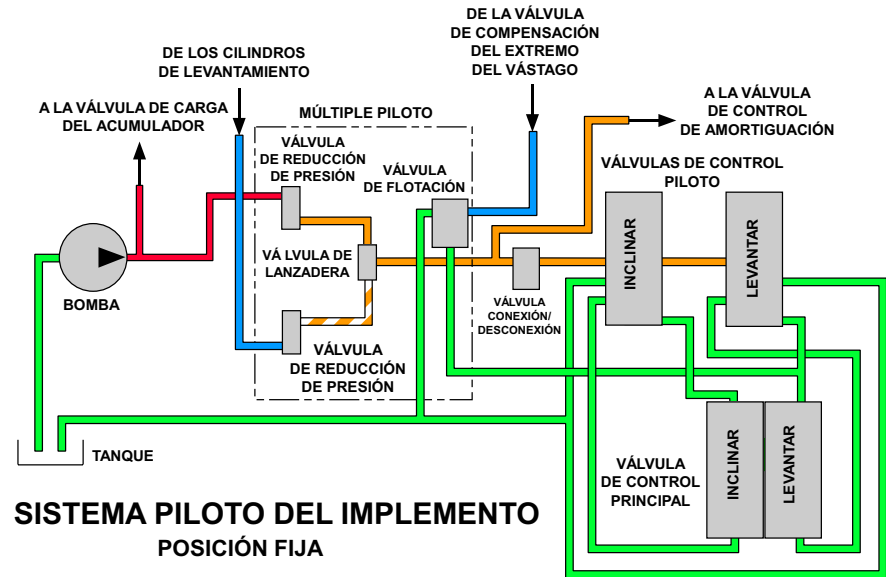 DE LOS CILINDROS
DE LEVANTAMIENTO
DE LA VÁLVULA
DE COMPENSACIÓN
DEL EXTREMO
DEL VÁSTAGO
A LA VÁLVULA DE CARGA
DEL ACUMULADOR
MÚLTIPLE PILOTO
A LA VÁLVULA
DE CONTROL
DE AMORTIGUACIÓN
VÁLVULA
DE REDUCCIÓN
DE PRESIÓN
VÁLVULA
DE FLOTACIÓN
VÁLVULAS DE CONTROL
PILOTO
INCLINAR
LEVANTAR
VÁ LVULA DE
LANZADERA
BOMBA
VÁLVULA
CONEXIÓN/
DESCONEXIÓN
VÁLVULA
DE REDUCCIÓN
DE PRESIÓN
TANQUE
VÁLVULA
DE CONTROL
PRINCIPAL
INCLINAR
LEVANTAR
SISTEMA PILOTO DEL IMPLEMENTO
POSICIÓN FIJA